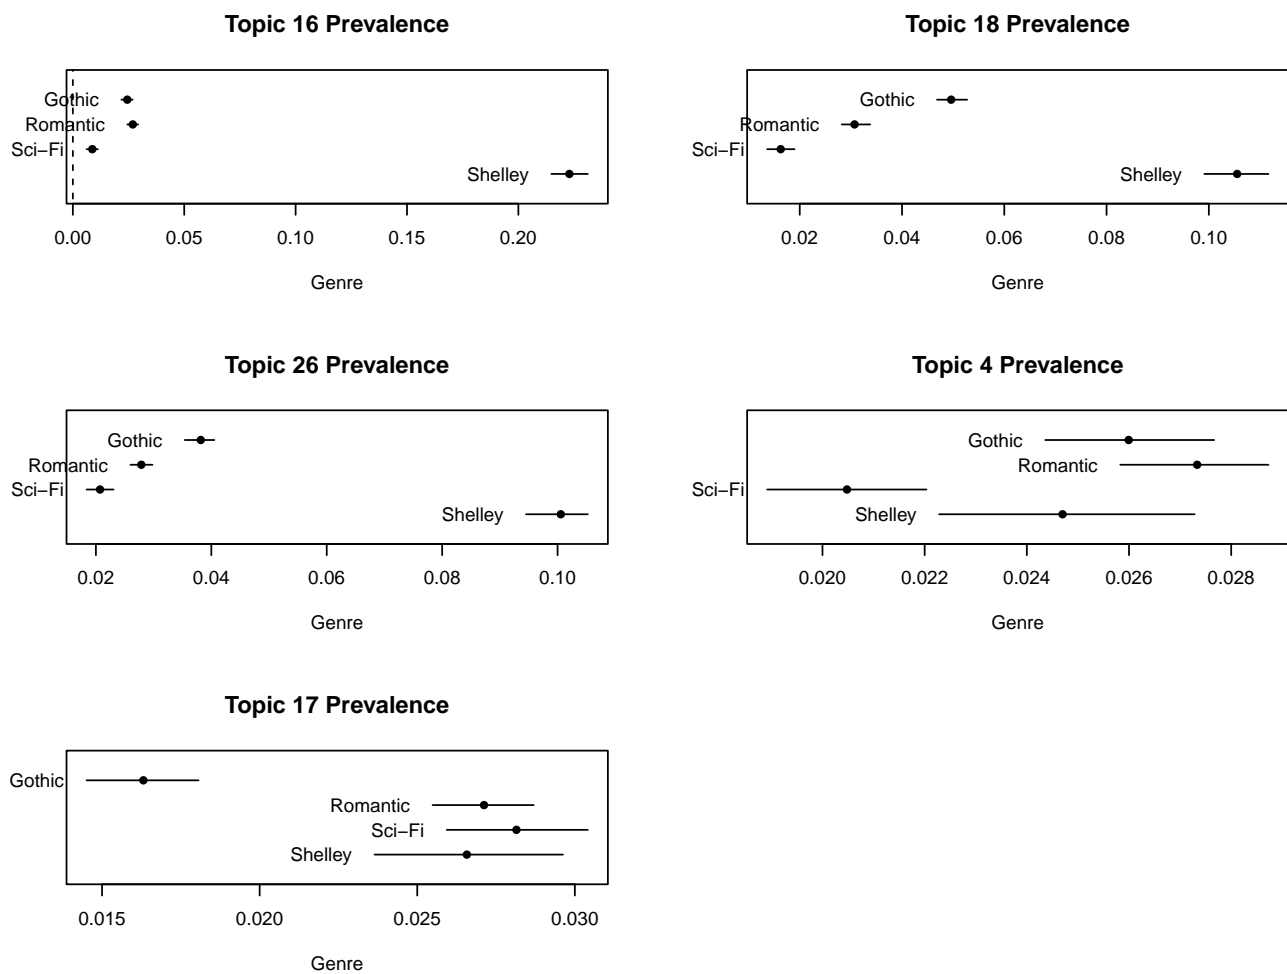 Topic 16 Prevalence
Gothic
Romantic
Sci−Fi
Shelley
0.00 0.05 0.10 0.15 0.20
Genre
Topic 18 Prevalence
Gothic
Romantic
Sci−Fi
Shelley
0.02 0.04 0.06 0.08 0.10
Genre
Topic 26 Prevalence
Gothic
Romantic
Sci−Fi
Shelley
0.02 0.04 0.06 0.08 0.10
Genre
Topic 4 Prevalence
Gothic
Romantic
Sci−Fi
Shelley
0.020 0.022 0.024 0.026 0.028
Genre
Topic 17 Prevalence
Gothic
Romantic
Sci−Fi
Shelley
0.015 0.020 0.025 0.030
Genre